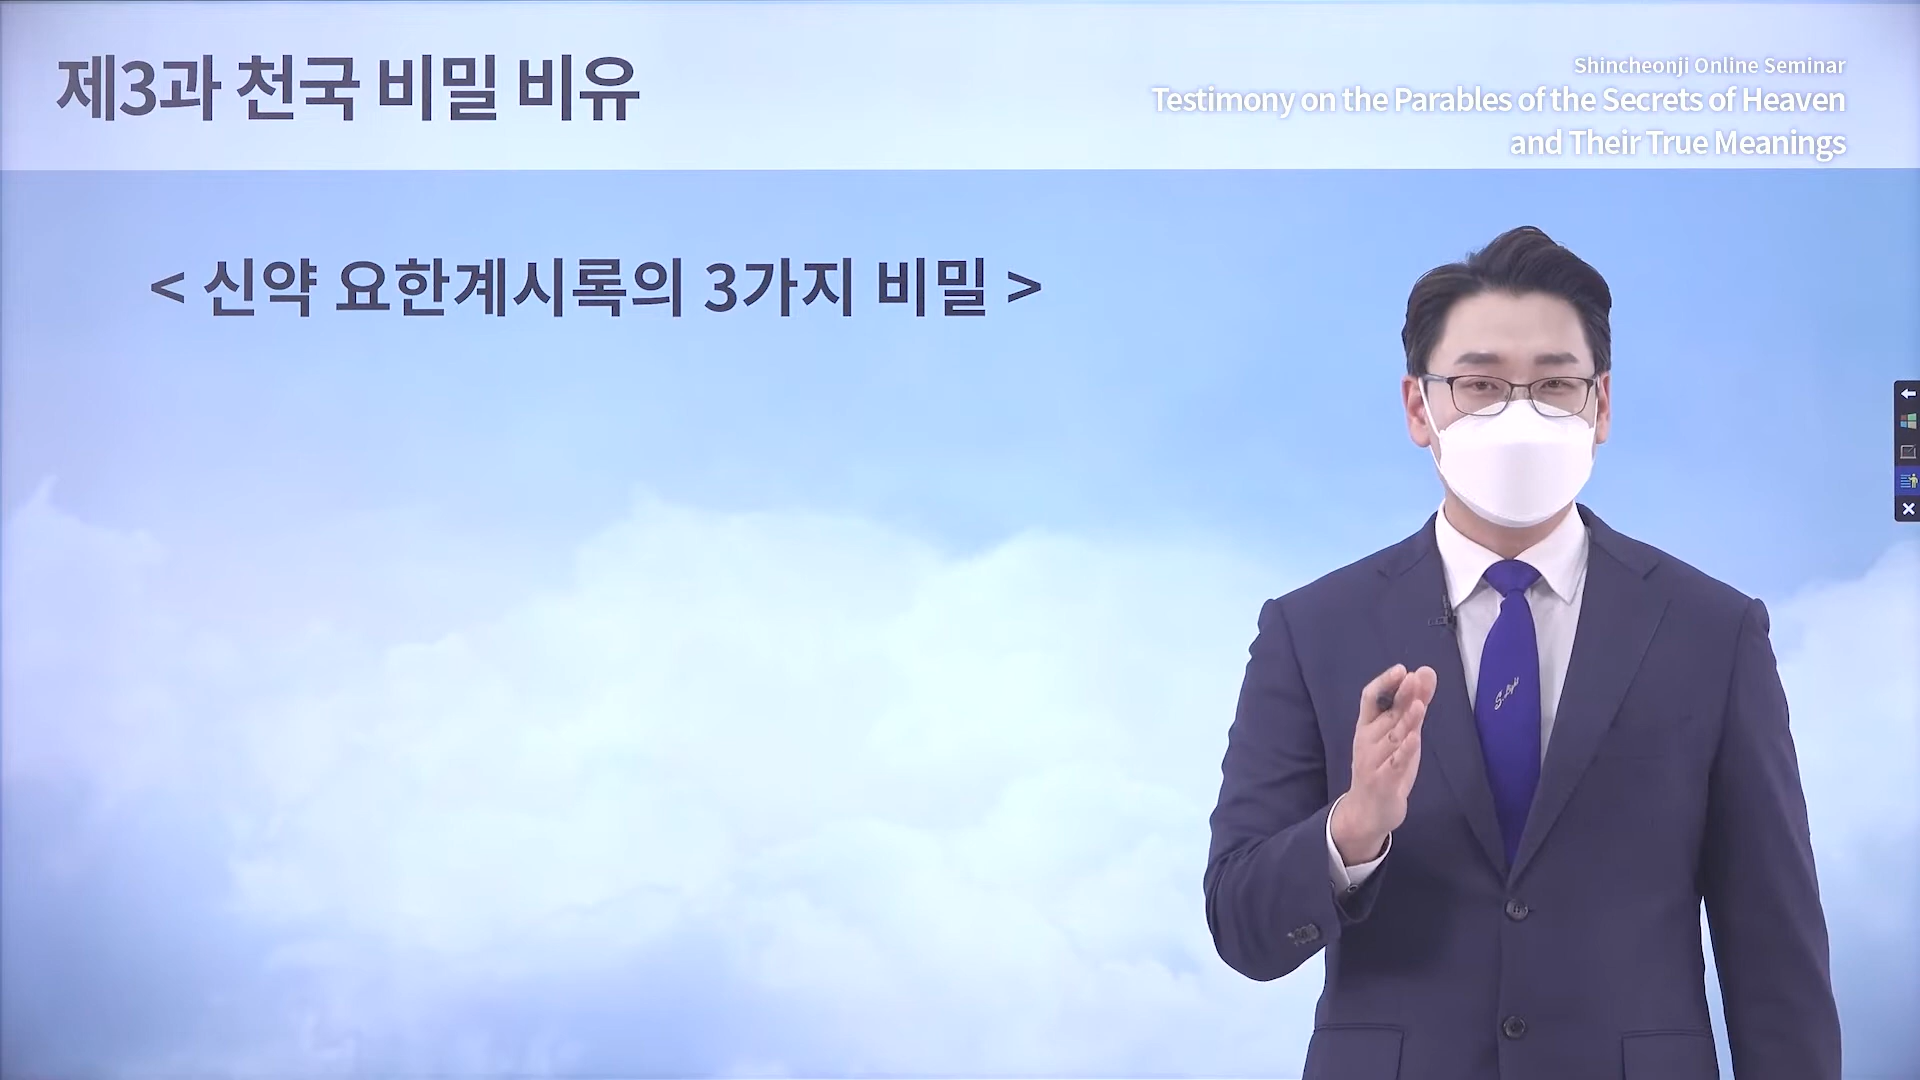 제3과 천국 비밀 비유
Shincheonji Online Seminar
Testimony on the Parables of the Secrets of Heaven
and Their True Meanings
< 신약 요한계시록의 3가지 비밀 >
S. Light